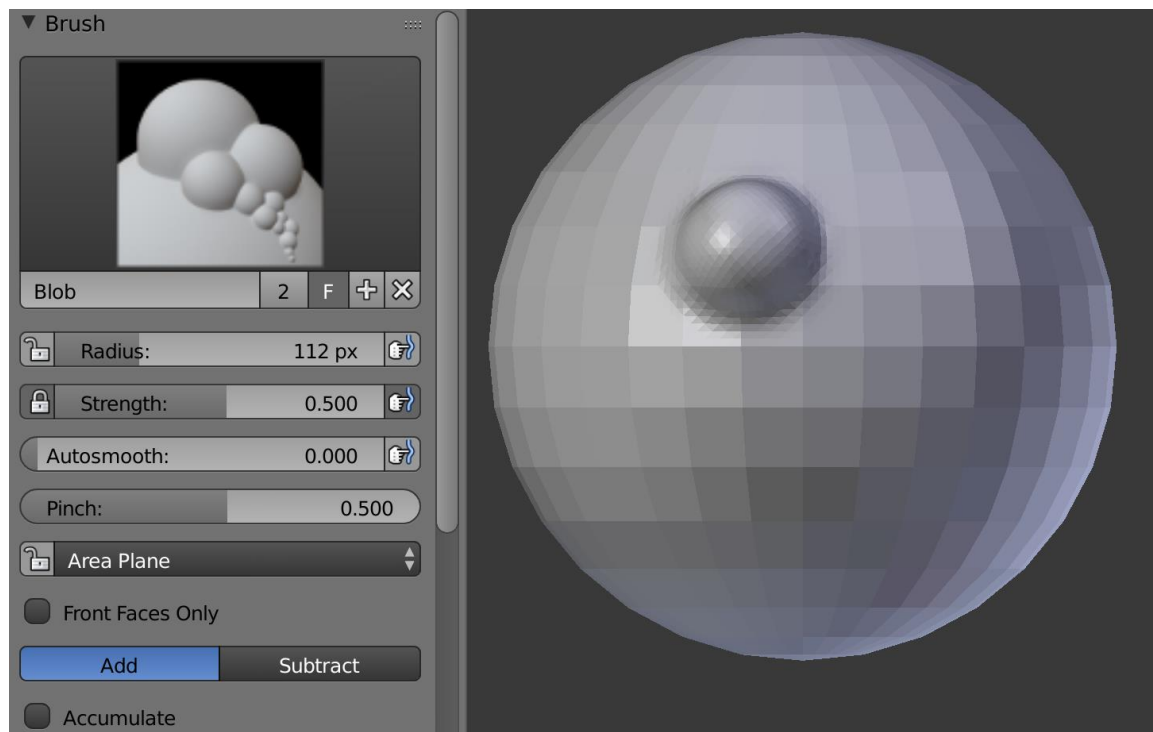 Brush
Blob 2 F
Radius: 112 px
Strength: 0.500
Autosmooth: 0.000
Pinch: 0.500
Area Plane
Front Faces Only
Add Subtract
Accumulate